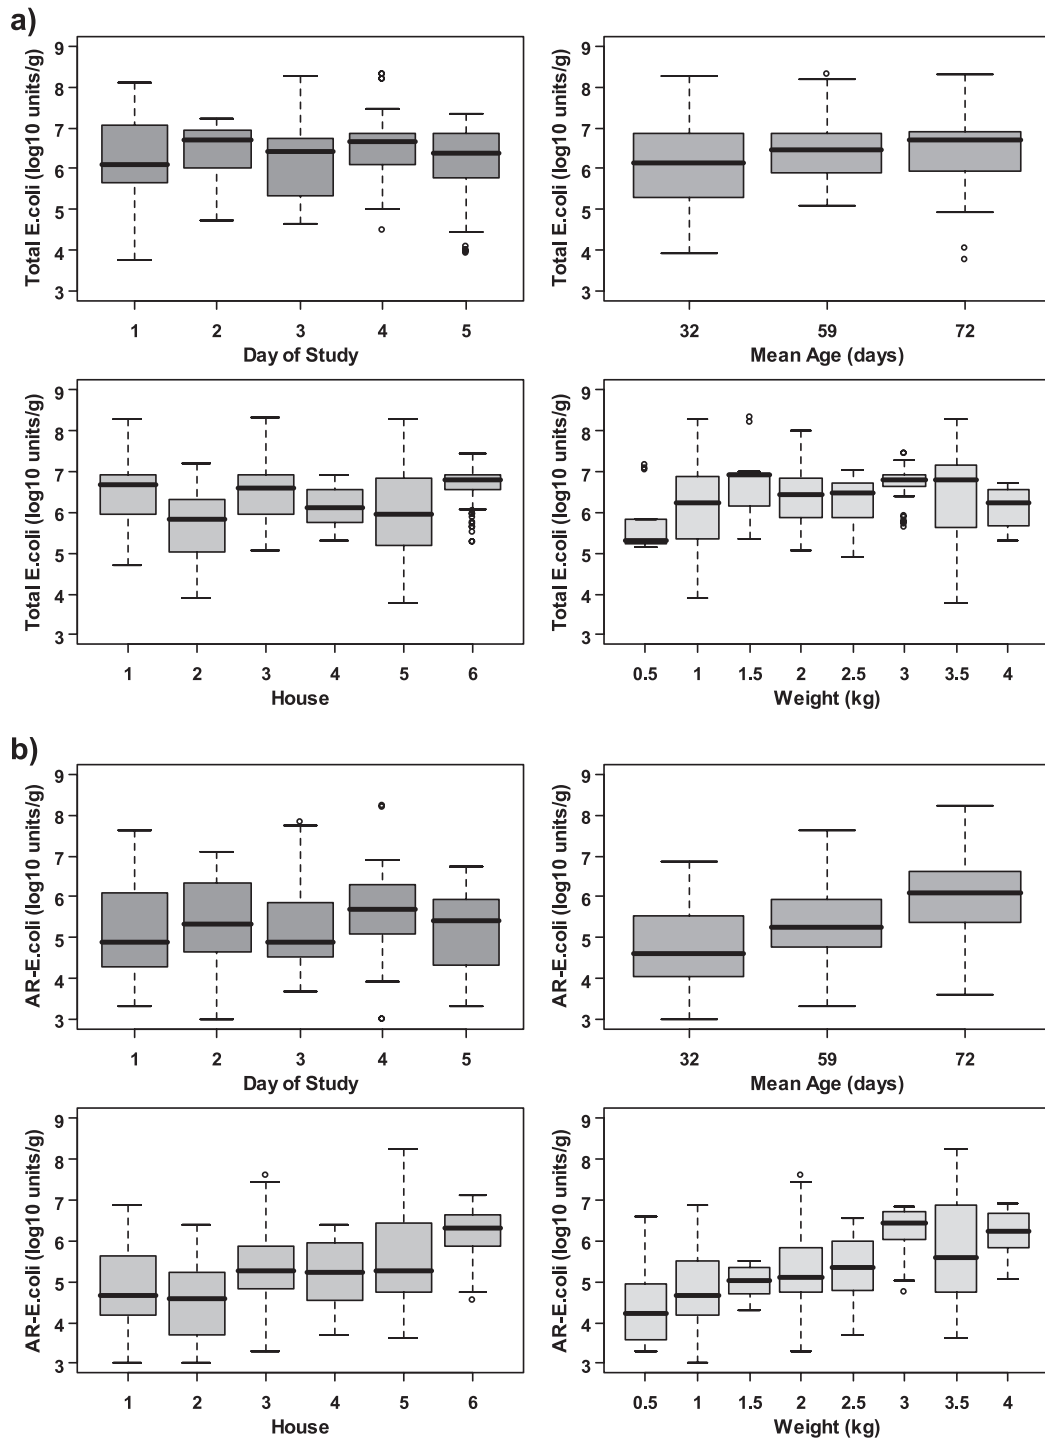 a)
Total E.coli (log10 units/g)
9
8
7
6
5
4
3
1 2 3 4 5
Day of Study
Total E.coli (log10 units/g)
9
8
7
6
5
4
3
32 59 72
Mean Age (days)
Total E.coli (log10 units/g)
9
8
7
6
5
4
3
1 2 3 4 5 6
House
Total E.coli (log10 units/g)
9
8
7
6
5
4
3
0.5 1 1.5 2 2.5 3 3.5 4
Weight (kg)
b)
AR-E.coli (log10 units/g)
9
8
7
6
5
4
3
1 2 3 4 5
Day of Study
AR-E.coli (log10 units/g)
9
8
7
6
5
4
3
32 59 72
Mean Age (days)
AR-E.coli (log10 units/g)
9
8
7
6
5
4
3
1 2 3 4 5 6
House
AR-E.coli (log10 units/g)
9
8
7
6
5
4
3
0.5 1 1.5 2 2.5 3 3.5 4
Weight (kg)